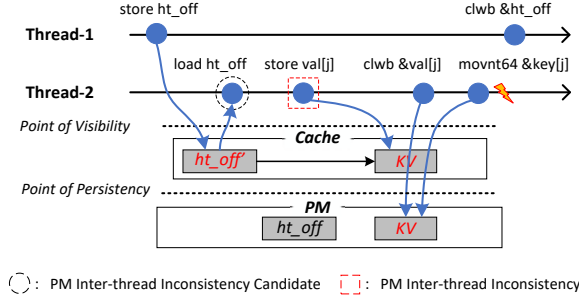 store ht_off clwb &ht_off
Thread-1
load ht_off store val[j] clwb &val[j] movnt64 &key[j]
Thread-2
Point of Visibility
Cache
ht_off' KV
Point of Persistency
PM
ht_off KV
: PM Inter-thread Inconsistency Candidate : PM Inter-thread Inconsistency